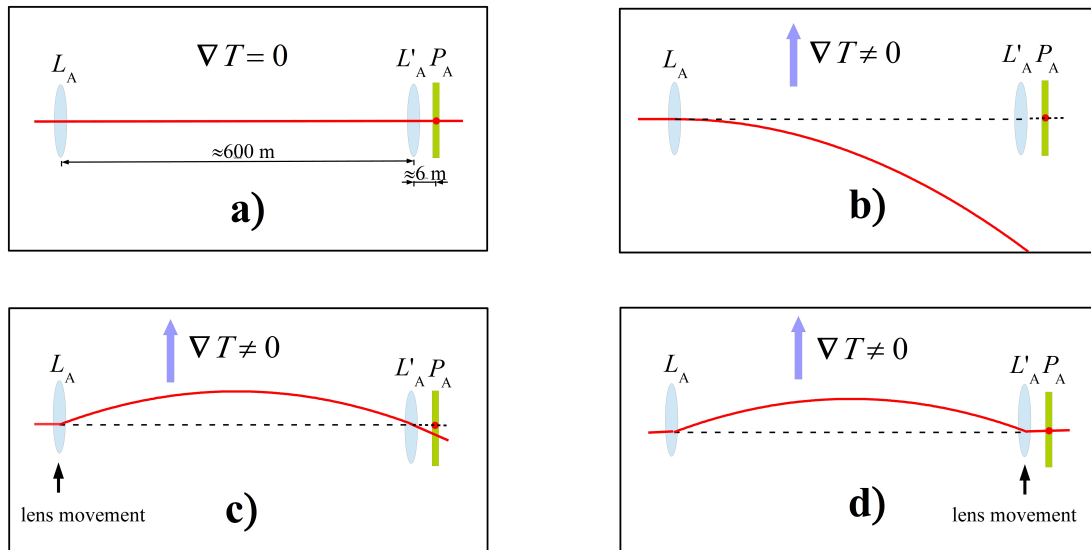 ∇T = 0
L_A
L'_A P_A
≈600 m
≈6 m
a)
∇T ≠ 0
L_A
L'_A P_A
b)
∇T ≠ 0
L_A
L'_A P_A
lens movement
c)
∇T ≠ 0
L_A
L'_A P_A
lens movement
d)